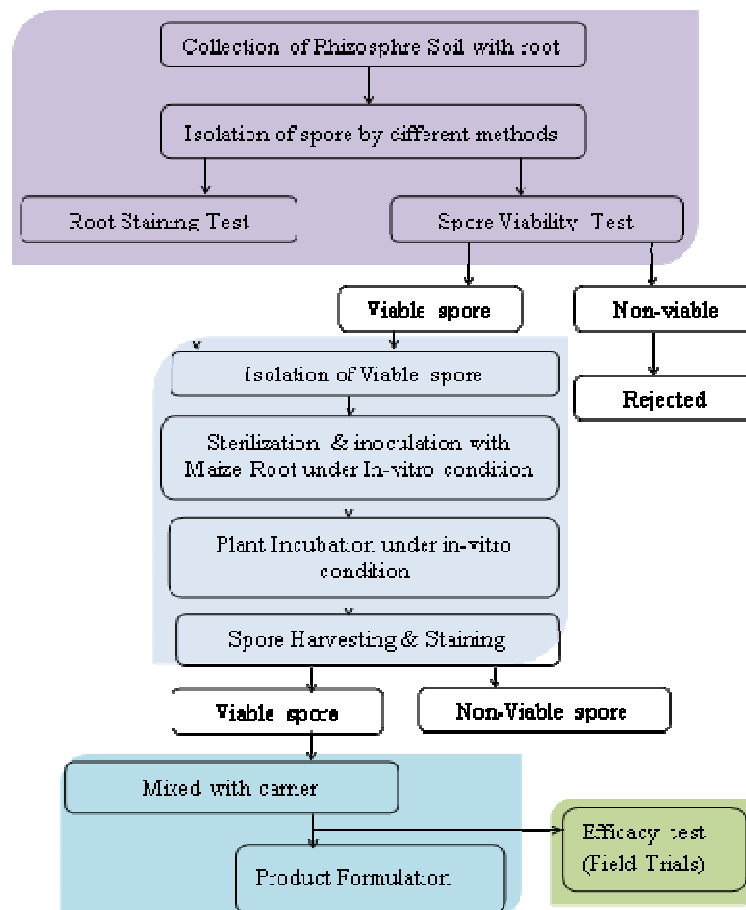 Collection of Rhizosphre Soil with root
Isolation of spore by different methods
Root Staining Test
Spore Viability Test
Viable spore
Non-viable
Isolation of Viable spore
Rejected
Sterilization & inoculation with
Maize Root under In-vitro condition
Plant Incubation under in-vitro
condition
Spore Harvesting & Staining
Viable spore
Non-Viable spore
Mixed with carrier
Efficacy test
(Field Trials)
Product Formulation